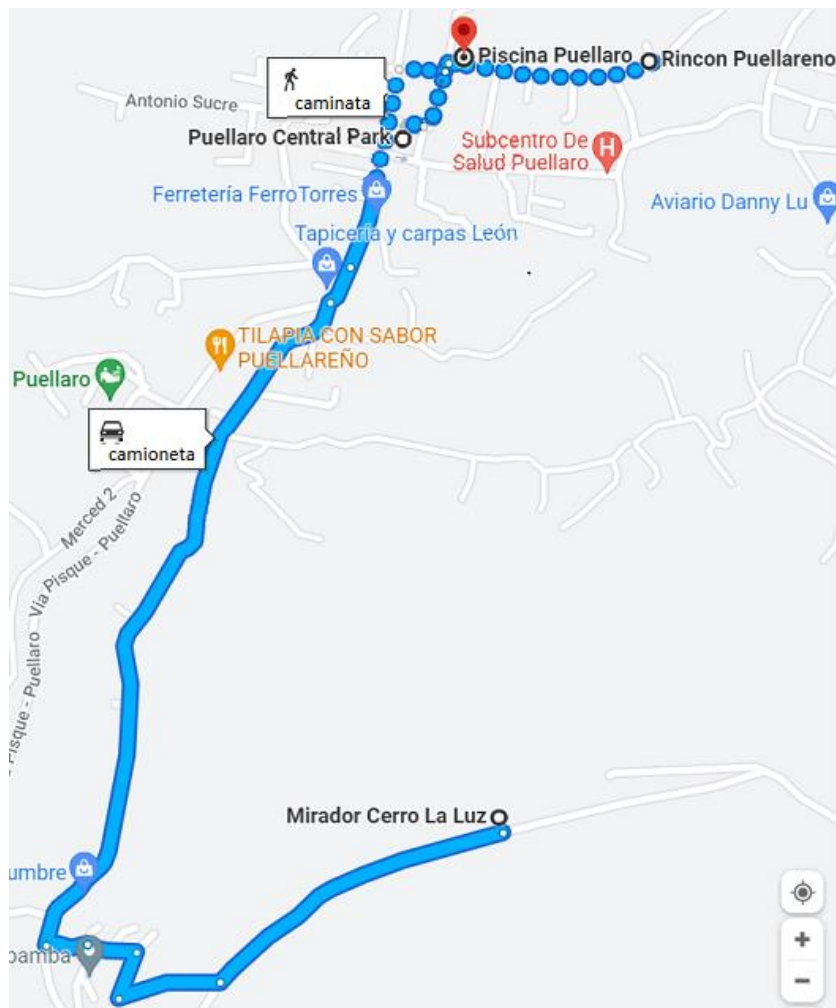 Piscina Puellaro
Rincon Puellareno
caminata
Antonio Sucre
Puellaro Central Park
Subcentro De
Salud Puellaro
H
Ferretería FerroTorres
Aviario Danny Lu
Tapicería y carpas León
TILAPIA CON SABOR
PUELLAREÑO
Puellaro
camioneta
Merced 2
Pisque - Puellaro
Via Pisque - Puellaro
Mirador Cerro La Luz
umbre
bamba